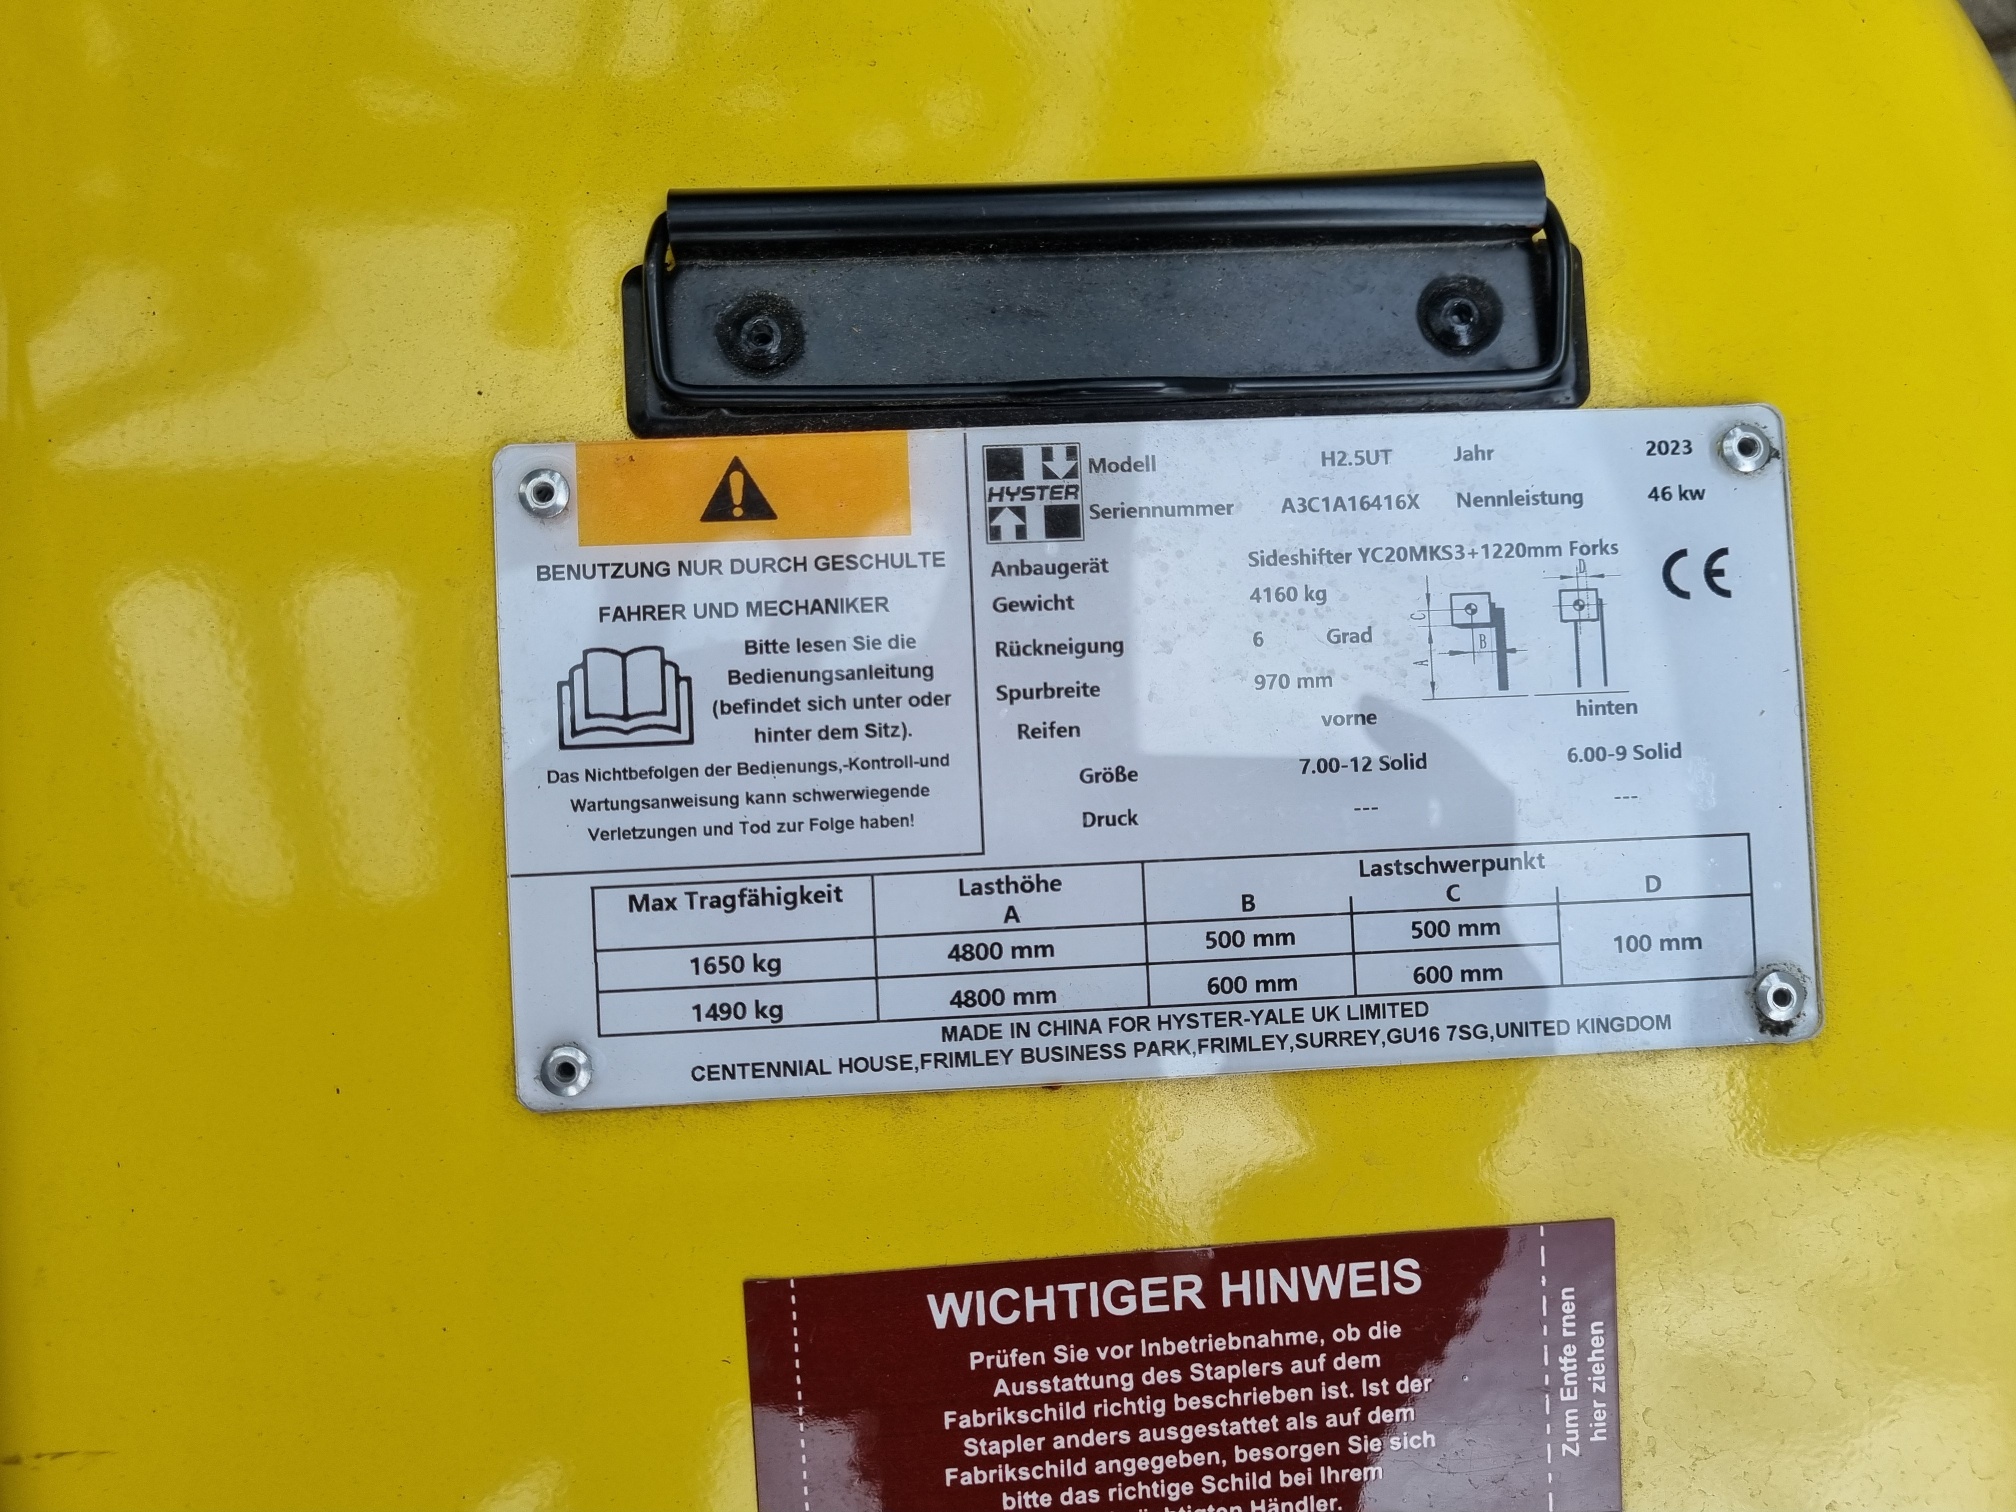 BENUTZUNG NUR DURCH GESCHULTE
FAHRER UND MECHANIKER
Bitte lesen Sie die
Bedienungsanleitung
(befindet sich unter oder
hinter dem Sitz).
Das Nichtbefolgen der Bedienungs,-Kontroll-und
Wartungsanweisung kann schwerwiegende
Verletzungen und Tod zur Folge haben!
HYSTER
Modell H2.5UT Jahr 2023
Seriennummer A3C1A16416X Nennleistung 46 kw
Anbaugerät Sideshifter YC20MKS3+1220mm Forks
Gewicht 4160 kg
Rückneigung 6 Grad
Spurbreite 970 mm
CE
D
C
B
A
Reifen vorne hinten
Größe 7.00-12 Solid 6.00-9 Solid
Druck --- ---
Max Tragfähigkeit Lasthöhe Lastschwerpunkt
A B C D
1650 kg 4800 mm 500 mm 500 mm 100 mm
1490 kg 4800 mm 600 mm 600 mm
MADE IN CHINA FOR HYSTER-YALE UK LIMITED
CENTENNIAL HOUSE,FRIMLEY BUSINESS PARK,FRIMLEY,SURREY,GU16 7SG,UNITED KINGDOM
WICHTIGER HINWEIS
Prüfen Sie vor Inbetriebnahme, ob die
Ausstattung des Staplers auf dem
Fabrikschild richtig beschrieben ist. Ist der
Stapler anders ausgestattet als auf dem
Fabrikschild angegeben, besorgen Sie sich
bitte das richtige Schild bei Ihrem
Händler.
Zum Entfe rnen
hier ziehen